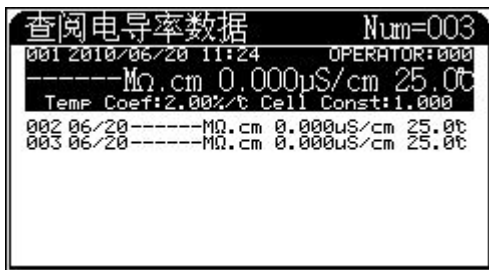 查阅电导率数据 Num=003
001 2010/06/20 11:24 OPERATOR:000
------MΩ.cm 0.000μS/cm 25.0℃
Temp Coef:2.00%/℃ Cell Const:1.000
002 06/20------MΩ.cm 0.000μS/cm 25.0℃
003 06/20------MΩ.cm 0.000μS/cm 25.0℃